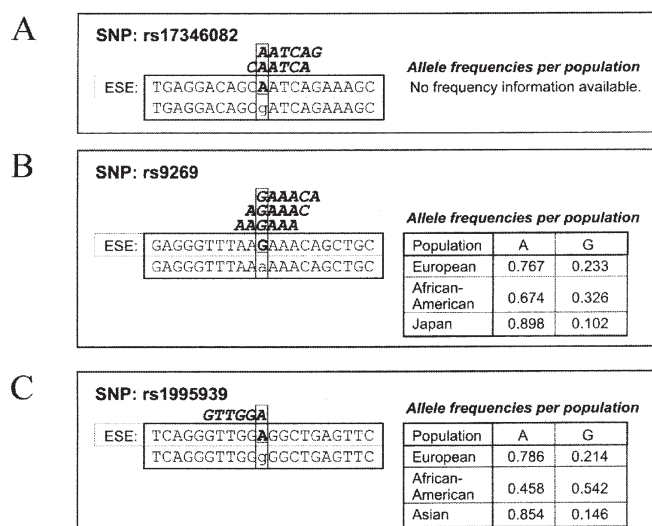 A
SNP: rs17346082
AATCAG
CAATCA
ESE: TGAGGACAGCAATCAGAAAGC
TGAGGACAGCgATCAGAAAGC
Allele frequencies per population
No frequency information available.
B
SNP: rs9269
GAAACA
AGAAAC
AAGAAA
ESE: GAGGGTTTAAGAAACAGCTGC
GAGGGTTTAAaAAACAGCTGC
Allele frequencies per population
Population A G
European 0.767 0.233
African-
American 0.674 0.326
Japan 0.898 0.102
C
SNP: rs1995939
GTTGGA
ESE: TCAGGGTTGGAGGCTGAGTTC
TCAGGGTTGGgGGCTGAGTTC
Allele frequencies per population
Population A G
European 0.786 0.214
African-
American 0.458 0.542
Asian 0.854 0.146